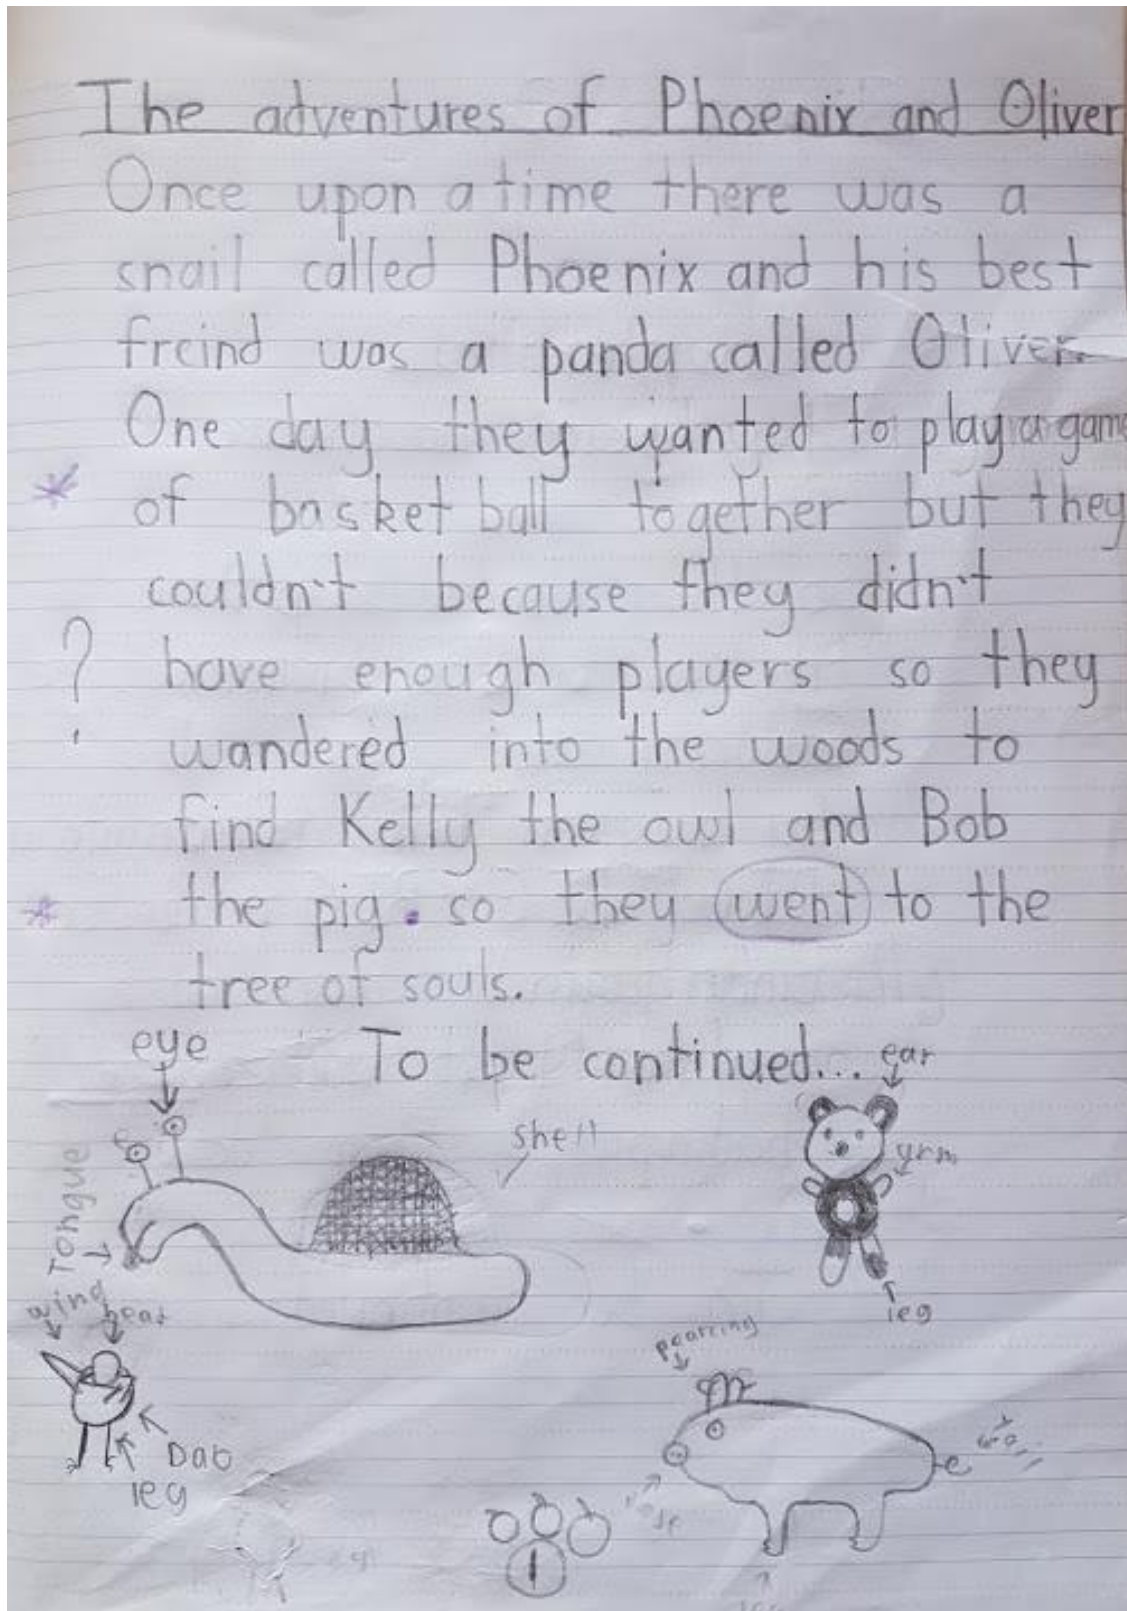 The adventures of Phoenix and Oliver
Once upon a time there was a
snail called Phoenix and his best
freind was a panda called Oliver.
One day they wanted to play a game
* of basket ball together but they
couldn't because they didn't
? have enough players so they
wandered into the woods to
find Kelly the owl and Bob
* the pig. so they went to the
tree of souls.
To be continued...
eye
ear
shell
arm
Tongue
leg
wing
Dab
leg
1